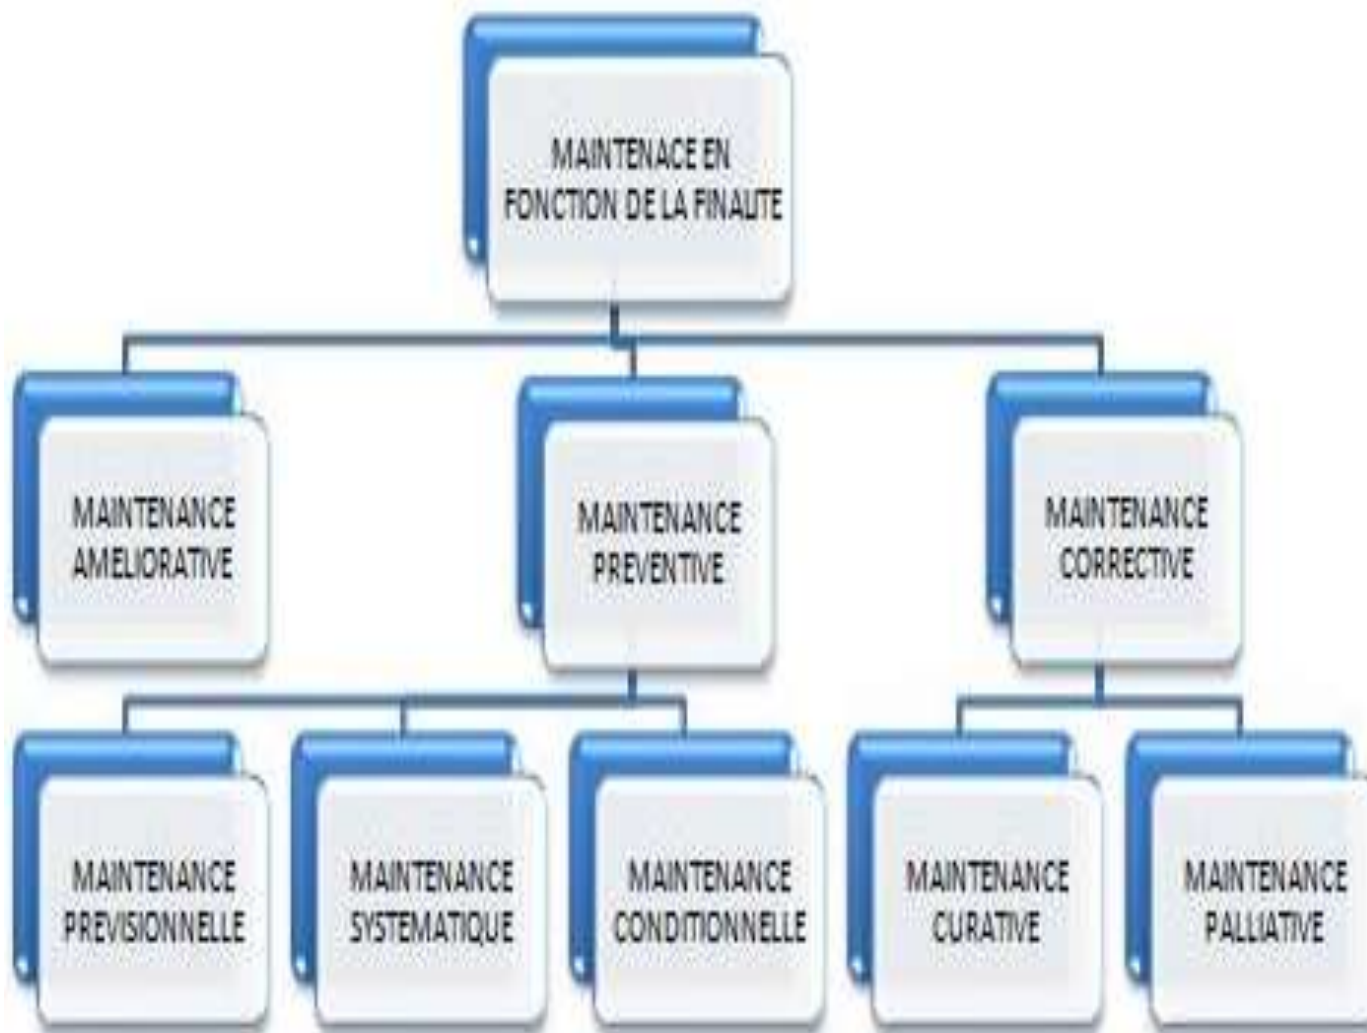 MAINTENACE EN
FONCTION DE LA FINALITE
MAINTENANCE
AMELIORATIVE
MAINTENANCE
PREVENTIVE
MAINTENANCE
CORRECTIVE
MAINTENANCE
PREVISIONNELLE
MAINTENANCE
SYSTEMATIQUE
MAINTENANCE
CONDITIONNELLE
MAINTENANCE
CURATIVE
MAINTENANCE
PALLIATIVE